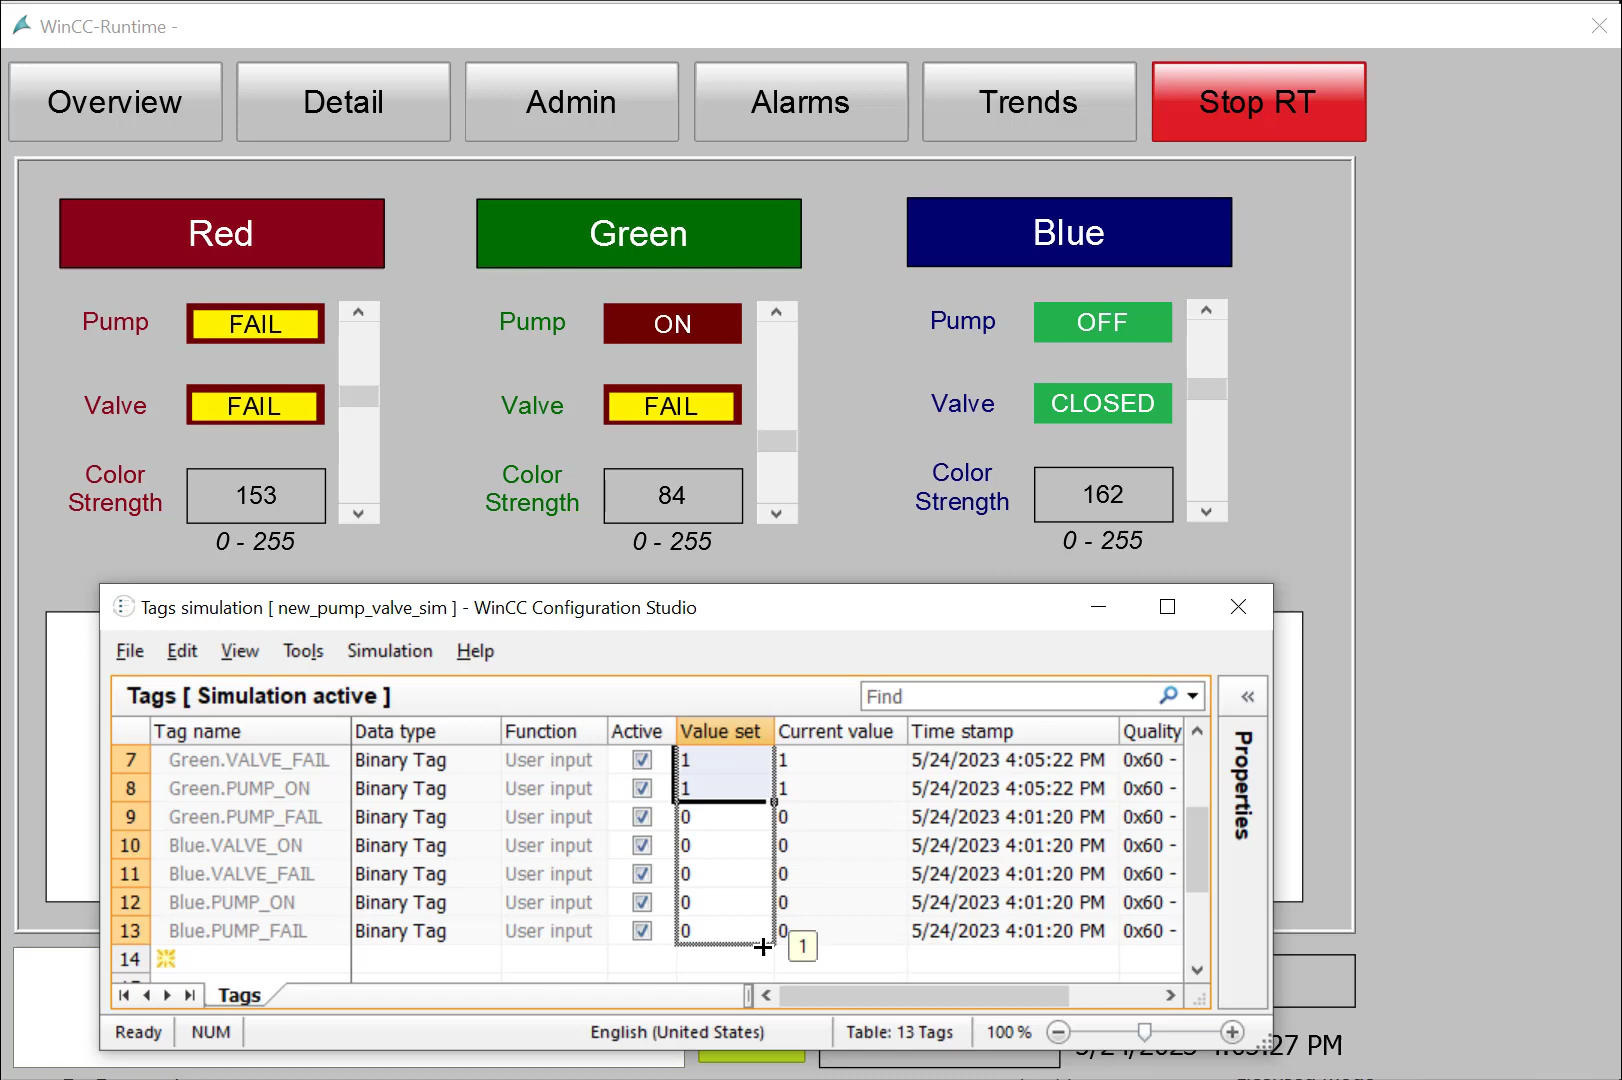 WinCC-Runtime -
Overview Detail Admin Alarms Trends Stop RT
Red Green Blue
Pump FAIL Pump ON Pump OFF
Valve FAIL Valve FAIL Valve CLOSED
Color Strength 153 Color Strength 84 Color Strength 162
0 - 255 0 - 255 0 - 255
Tags simulation [ new_pump_valve_sim ] - WinCC Configuration Studio
File Edit View Tools Simulation Help
Tags [ Simulation active ] Find
Tag name Data type Function Active Value set Current value Time stamp Quality
7 Green.VALVE_FAIL Binary Tag User input 1 1 5/24/2023 4:05:22 PM 0x60 -
8 Green.PUMP_ON Binary Tag User input 1 1 5/24/2023 4:05:22 PM 0x60 -
9 Green.PUMP_FAIL Binary Tag User input 0 0 5/24/2023 4:01:20 PM 0x60 -
10 Blue.VALVE_ON Binary Tag User input 0 0 5/24/2023 4:01:20 PM 0x60 -
11 Blue.VALVE_FAIL Binary Tag User input 0 0 5/24/2023 4:01:20 PM 0x60 -
12 Blue.PUMP_ON Binary Tag User input 0 0 5/24/2023 4:01:20 PM 0x60 -
13 Blue.PUMP_FAIL Binary Tag User input 0 0 5/24/2023 4:01:20 PM 0x60 -
1
14
Properties
Tags
Ready NUM English (United States) Table: 13 Tags 100 %
:27 PM